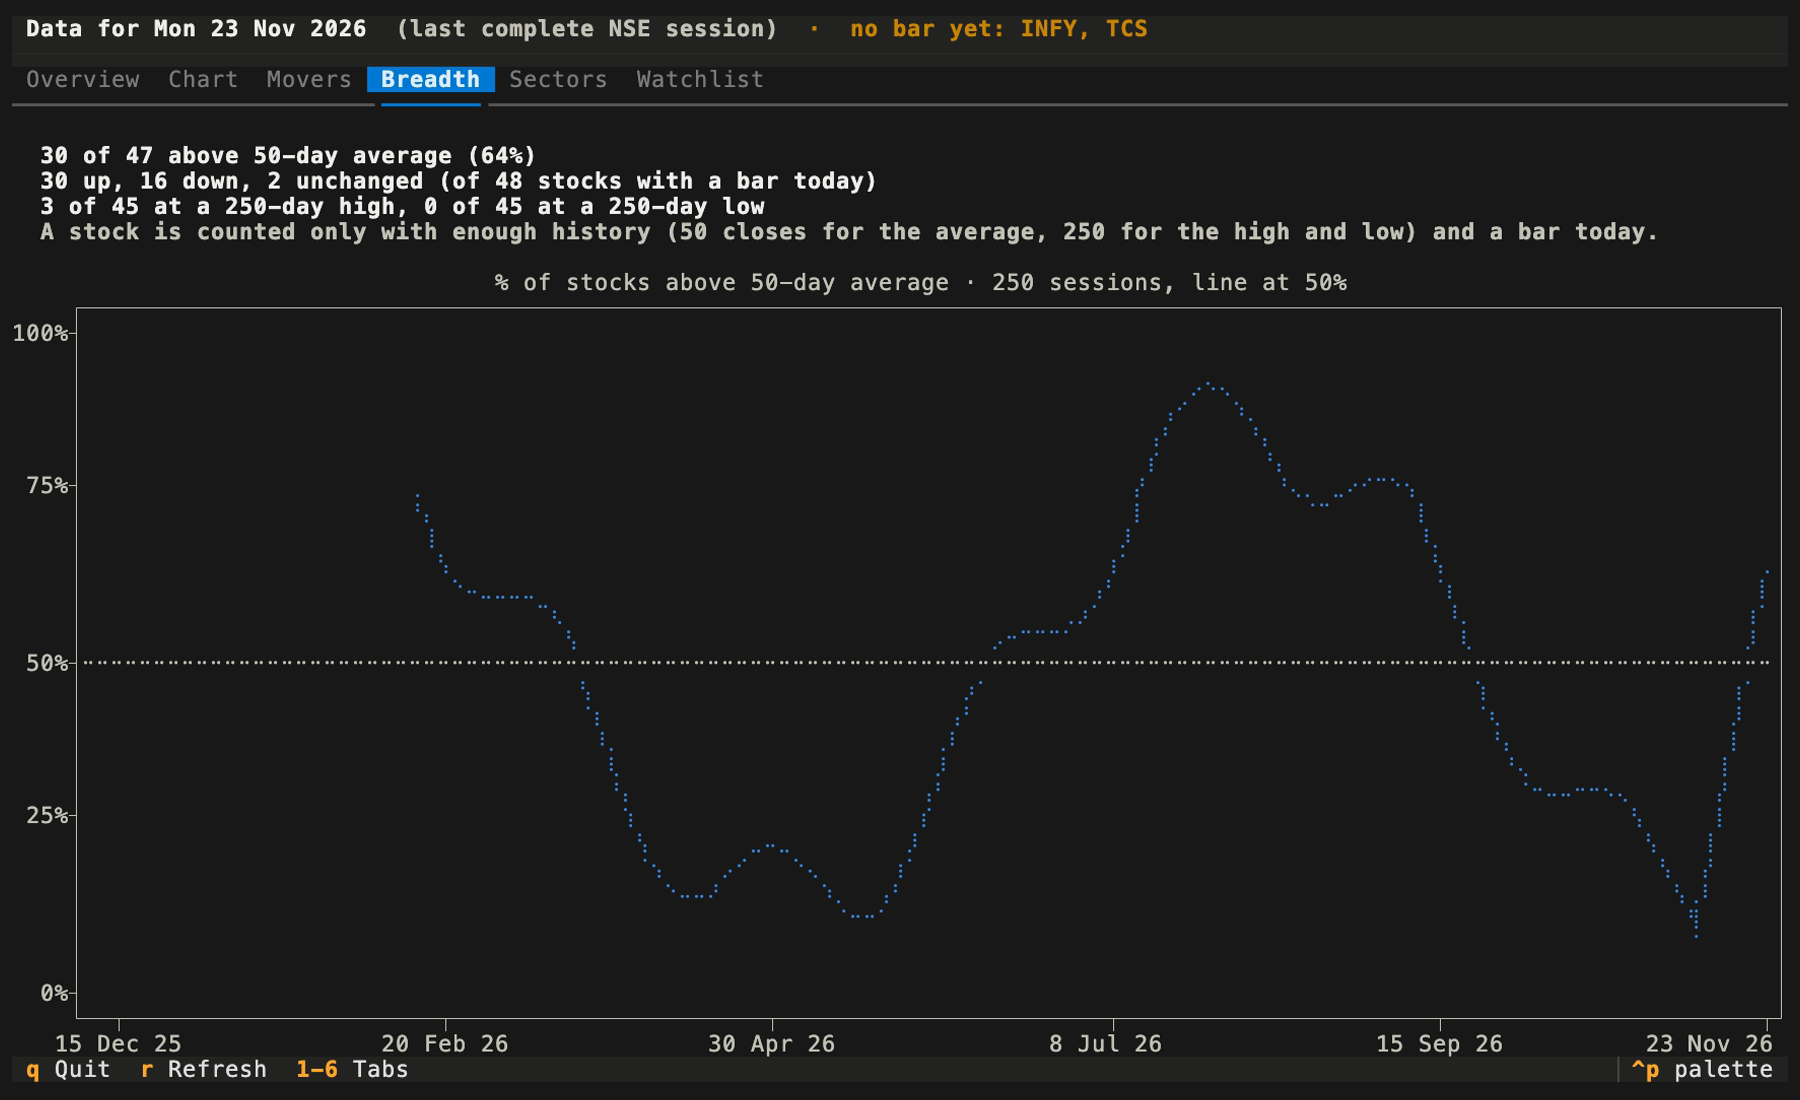 Data for Mon 23 Nov 2026 (last complete NSE session) · no bar yet: INFY, TCS
Overview Chart Movers Breadth Sectors Watchlist
30 of 47 above 50-day average (64%)
30 up, 16 down, 2 unchanged (of 48 stocks with a bar today)
3 of 45 at a 250-day high, 0 of 45 at a 250-day low
A stock is counted only with enough history (50 closes for the average, 250 for the high and low) and a bar today.
% of stocks above 50-day average · 250 sessions, line at 50%
100%
75%
50%
25%
0%
15 Dec 25 20 Feb 26 30 Apr 26 8 Jul 26 15 Sep 26 23 Nov 26
q Quit r Refresh 1-6 Tabs ^p palette